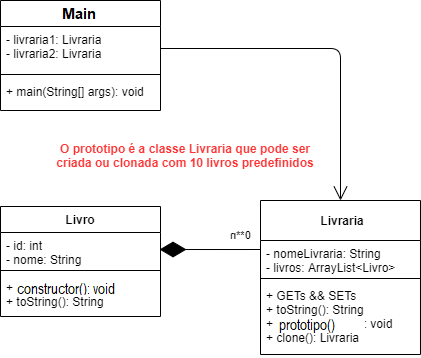 Main
- livraria1: Livraria
- livraria2: Livraria
+ main(String[] args): void
O prototipo é a classe Livraria que pode ser
criada ou clonada com 10 livros predefinidos
Livro
- id: int
- nome: String
+ constructor(): void
+ toString(): String
n**0
Livraria
- nomeLivraria: String
- livros: ArrayList<Livro>
+ GETs && SETs
+ toString(): String
+ prototipo() : void
+ clone(): Livraria